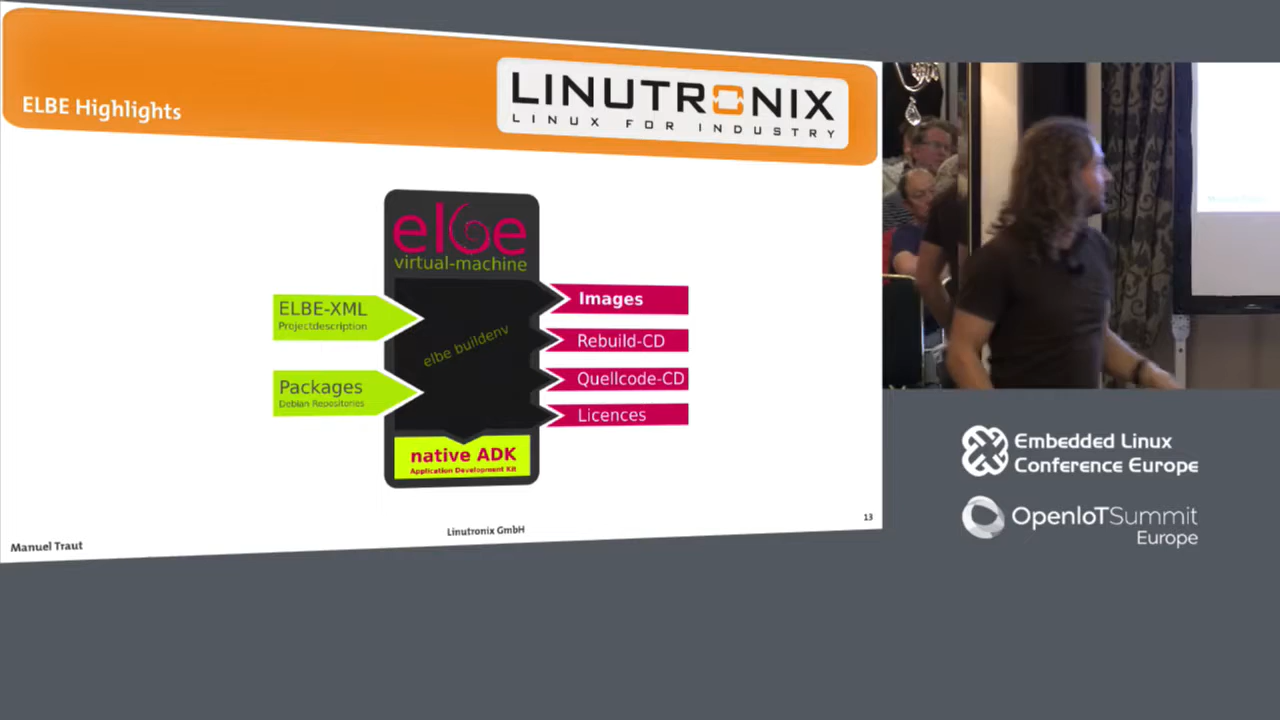 ELBE Highlights
LINUTRONIX
LINUX FOR INDUSTRY
elbe
virtual-machine
ELBE-XML
Projectdescription
Packages
Debian Repositories
elbe buildenv
Images
Rebuild-CD
Quellcode-CD
Licences
native ADK
Application Development Kit
Manuel Traut
Linutronix GmbH
13
Embedded Linux
Conference Europe
OpenIoTSummit
Europe